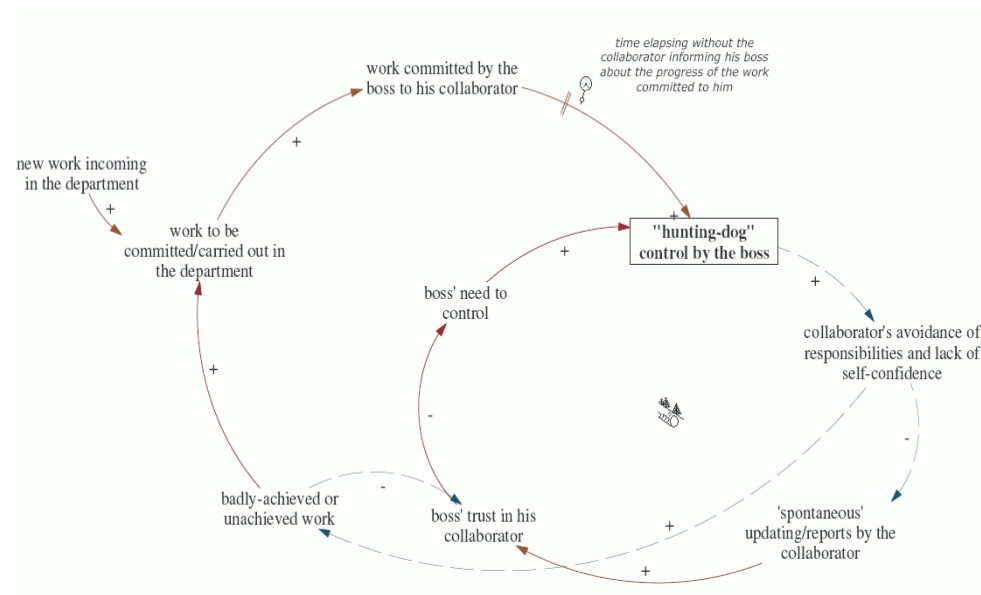 time elapsing without the
collaborator informing his boss
about the progress of the work
committed to him
work committed by the
boss to his collaborator
+
new work incoming
in the department
+
work to be
committed/carried out in
the department
+
"hunting-dog"
control by the boss
+
+
boss' need to
control
collaborator's avoidance of
responsibilities and lack of
self-confidence
+
-
-
badly-achieved or
unachieved work
-
boss' trust in his
collaborator
'spontaneous'
updating/reports by the
collaborator
+
+